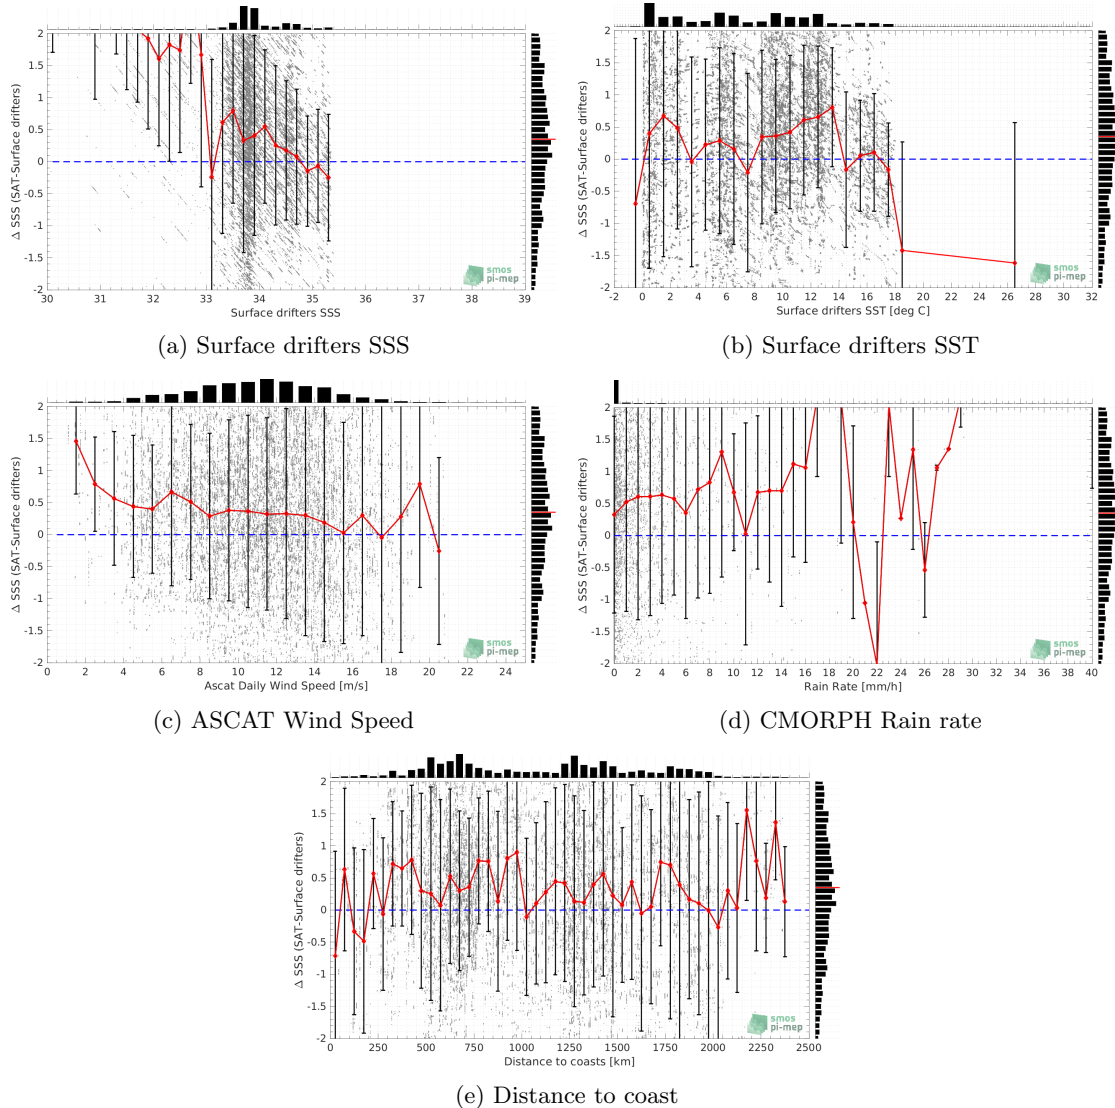 2
1.5
1
0.5
0
-0.5
-1
-1.5
-2
Δ SSS (SAT-Surface drifters)
30 31 32 33 34 35 36 37 38 39
Surface drifters SSS
smos
pi-mep
(a) Surface drifters SSS
2
1.5
1
0.5
0
-0.5
-1
-1.5
-2
Δ SSS (SAT-Surface drifters)
-2 0 2 4 6 8 10 12 14 16 18 20 22 24 26 28 30 32
Surface drifters SST [deg C]
smos
pi-mep
(b) Surface drifters SST
2
1.5
1
0.5
0
-0.5
-1
-1.5
-2
Δ SSS (SAT-Surface drifters)
0 2 4 6 8 10 12 14 16 18 20 22 24
Ascat Daily Wind Speed [m/s]
smos
pi-mep
(c) ASCAT Wind Speed
2
1.5
1
0.5
0
-0.5
-1
-1.5
-2
Δ SSS (SAT-Surface drifters)
0 2 4 6 8 10 12 14 16 18 20 22 24 26 28 30 32 34 36 38 40
Rain Rate [mm/h]
smos
pi-mep
(d) CMORPH Rain rate
2
1.5
1
0.5
0
-0.5
-1
-1.5
-2
Δ SSS (SAT-Surface drifters)
0 250 500 750 1000 1250 1500 1750 2000 2250 2500
Distance to coasts [km]
smos
pi-mep
(e) Distance to coast